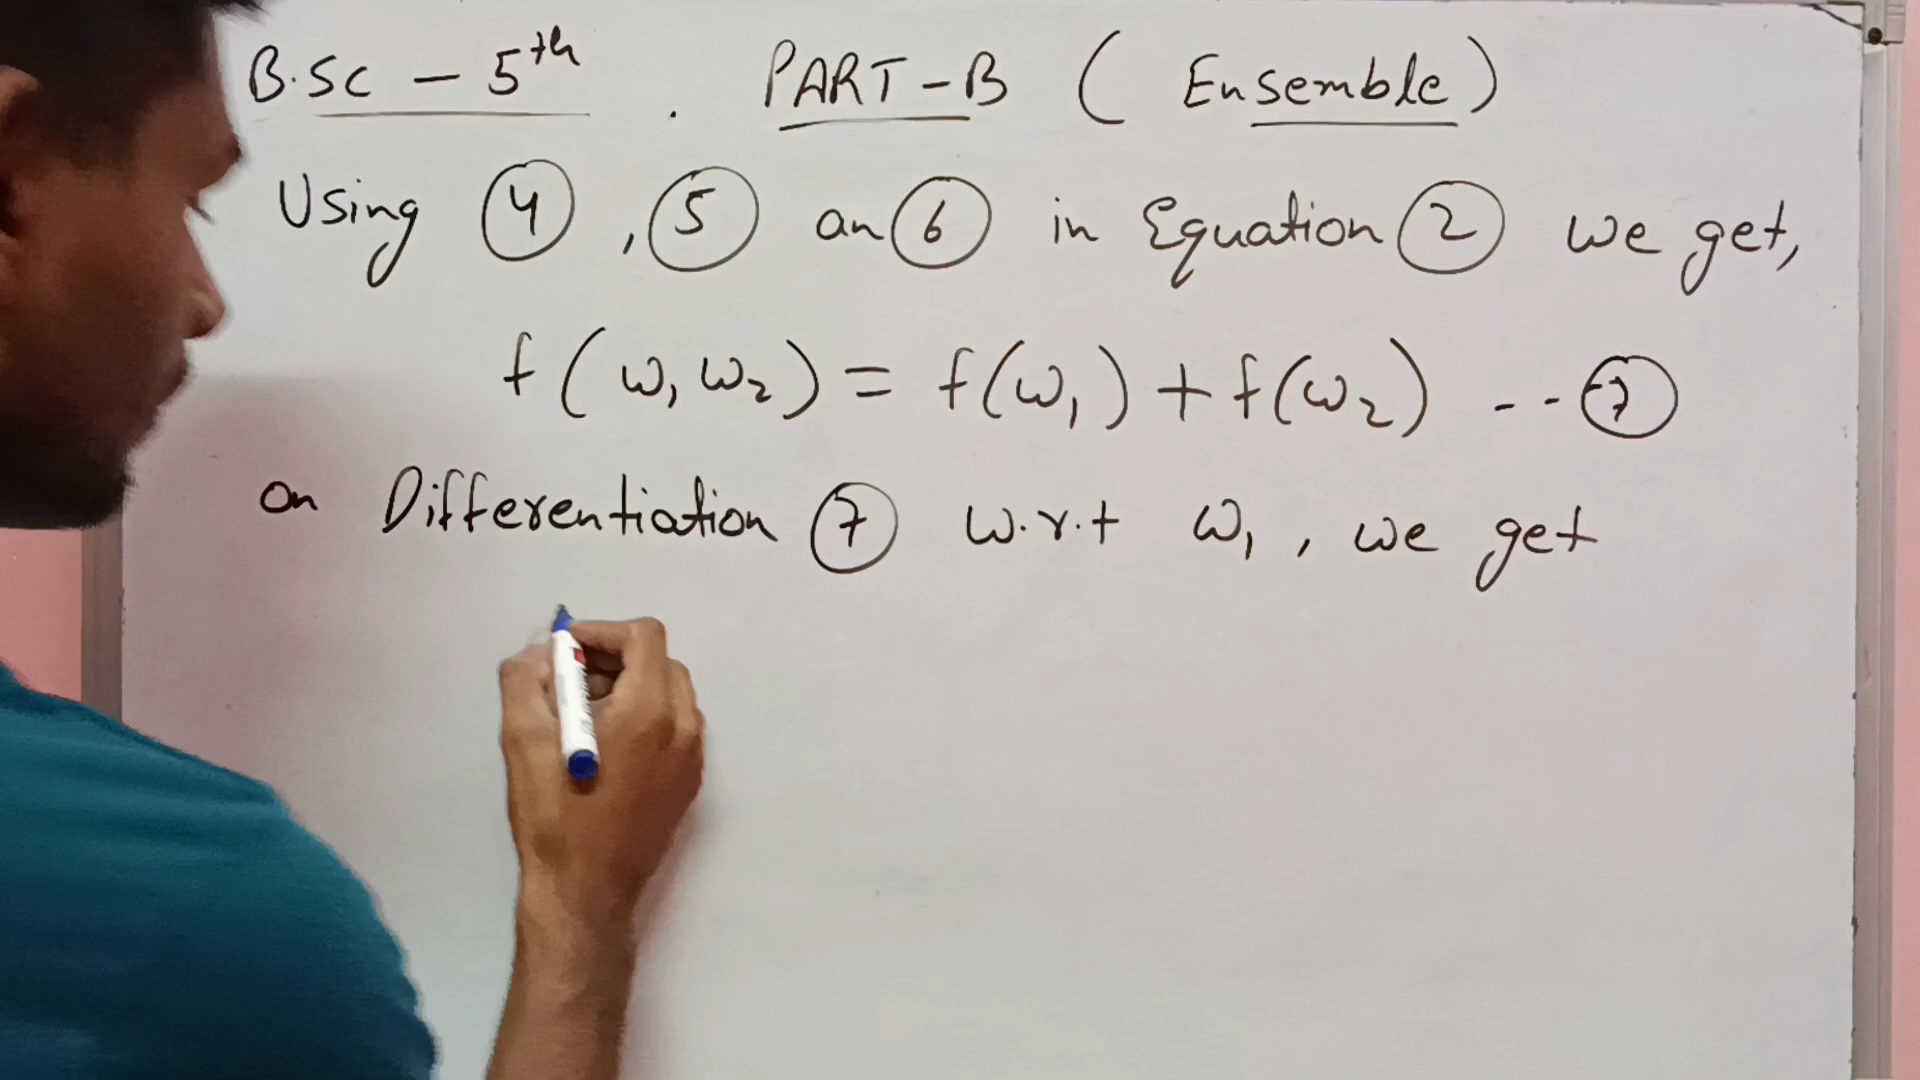 B.Sc - 5th . PART-B ( Ensemble )
Using 4 , 5 an 6 in Equation 2 we get,
f ( ω₁ ω₂ ) = f(ω₁) + f(ω₂) -- 7
on Differentiation 7 w.r.t ω₁ , we get